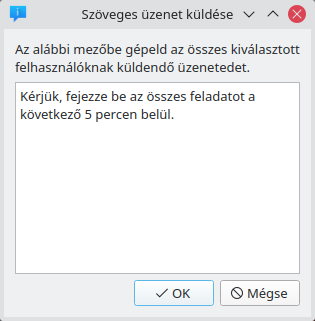 Szöveges üzenet küldése
Az alábbi mezőbe gépeld az összes kiválasztott
felhasználóknak küldendő üzenetedet.
Kérjük, fejezze be az összes feladatot a
következő 5 percen belül.
OK
Mégse